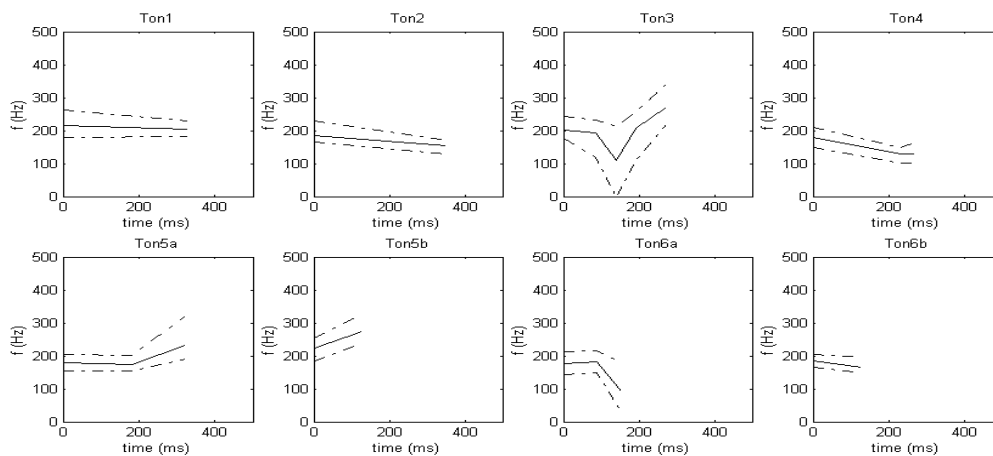 Ton1 Ton2 Ton3 Ton4
500 500 500 500
400 400 400 400
300 300 300 300
f (Hz) f (Hz) f (Hz) f (Hz)
200 200 200 200
100 100 100 100
0 0 0 0
0 200 400 0 200 400 0 200 400 0 200 400
time (ms) time (ms) time (ms) time (ms)
Ton5a Ton5b Ton6a Ton6b
500 500 500 500
400 400 400 400
300 300 300 300
f (Hz) f (Hz) f (Hz) f (Hz)
200 200 200 200
100 100 100 100
0 0 0 0
0 200 400 0 200 400 0 200 400 0 200 400
time (ms) time (ms) time (ms) time (ms)